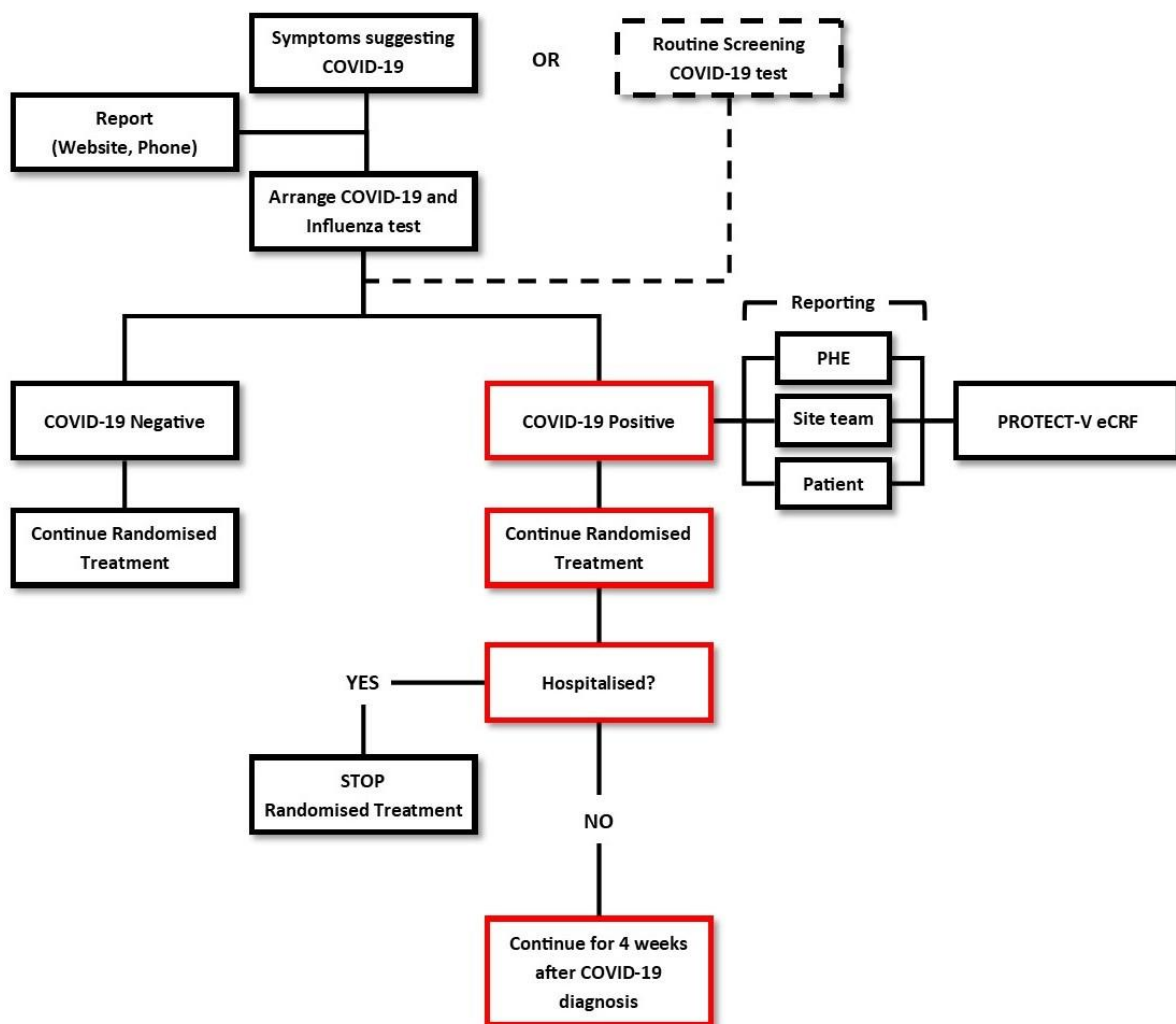 Symptoms suggesting
COVID-19
OR
Routine Screening
COVID-19 test
Report
(Website, Phone)
Arrange COVID-19 and
Influenza test
Reporting
PHE
Site team
Patient
PROTECT-V eCRF
COVID-19 Negative
COVID-19 Positive
Continue Randomised
Treatment
Continue Randomised
Treatment
Hospitalised?
YES
STOP
Randomised Treatment
NO
Continue for 4 weeks
after COVID-19
diagnosis